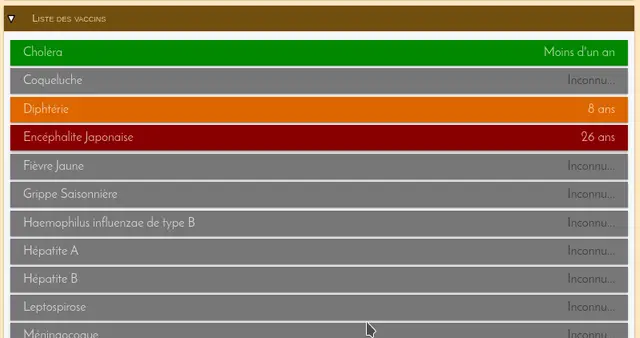 Liste des vaccins
Choléra Moins d'un an
Coqueluche Inconnu...
Diphtérie 8 ans
Encéphalite Japonaise 26 ans
Fièvre Jaune Inconnu...
Grippe Saisonnière Inconnu...
Haemophilus influenzae de type B Inconnu...
Hépatite A Inconnu...
Hépatite B Inconnu...
Leptospirose Inconnu...
Méningocoque Inconnu...